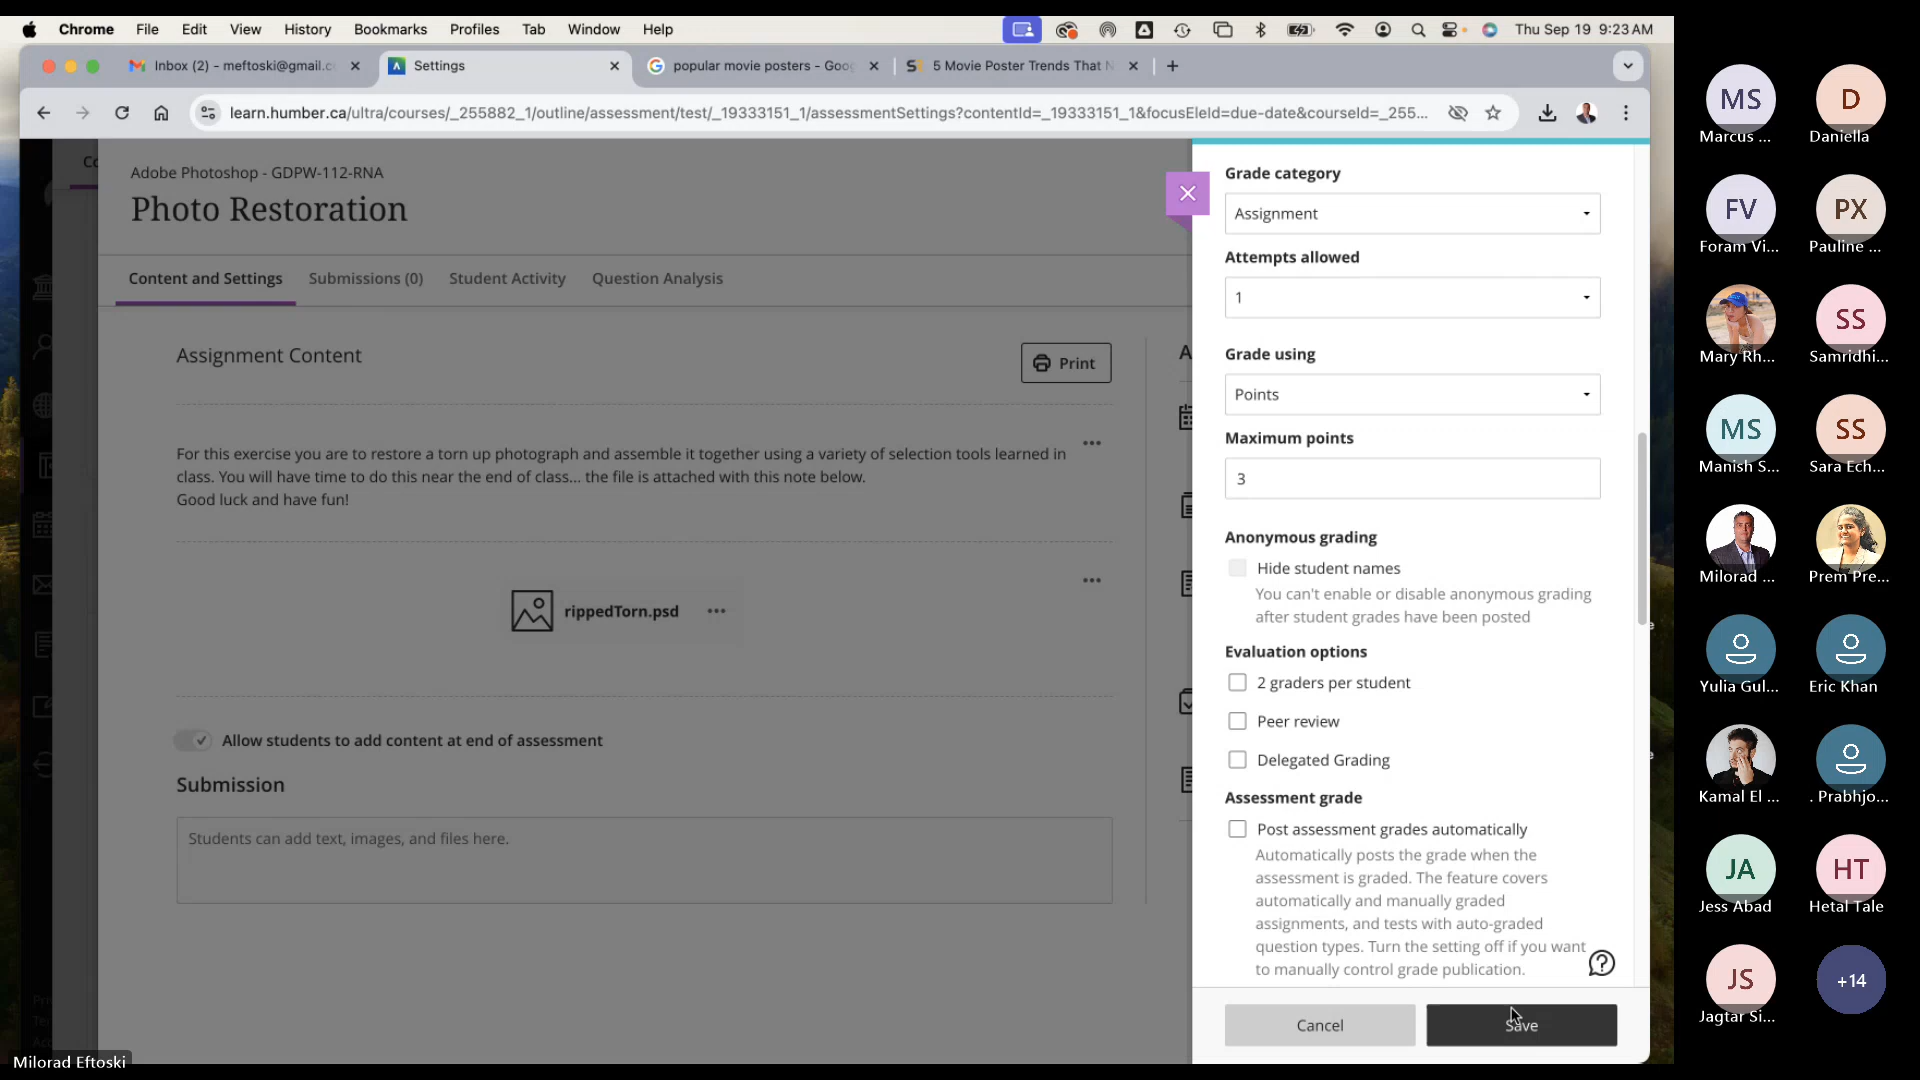 Chrome File Edit View History Bookmarks Profiles Tab Window Help Thu Sep 19 9:23 AM
Inbox (2) – meftoski@gmail.c Settings popular movie posters – Goo 5 Movie Poster Trends That N
learn.humber.ca/ultra/courses/_255882_1/outline/assessment/test/_19333151_1/assessmentSettings?contentId=_19333151_1&focusEleId=due-date&courseId=_255...
Adobe Photoshop - GDPW-112-RNA
Photo Restoration
Content and Settings Submissions (0) Student Activity Question Analysis
Assignment Content
Print
For this exercise you are to restore a torn up photograph and assemble it together using a variety of selection tools learned in
class. You will have time to do this near the end of class... the file is attached with this note below.
Good luck and have fun!
rippedTorn.psd
Allow students to add content at end of assessment
Submission
Students can add text, images, and files here.
Grade category
Assignment
Attempts allowed
1
Grade using
Points
Maximum points
3
Anonymous grading
Hide student names
You can't enable or disable anonymous grading
after student grades have been posted
Evaluation options
2 graders per student
Peer review
Delegated Grading
Assessment grade
Post assessment grades automatically
Automatically posts the grade when the
assessment is graded. The feature covers
automatically and manually graded
assignments, and tests with auto-graded
question types. Turn the setting off if you want
to manually control grade publication.
Cancel Save
MS D
Marcus ... Daniella
FV PX
Foram Vi... Pauline ...
SS
Mary Rh... Samridhi...
MS SS
Manish S... Sara Ech...
Milorad ... Prem Pre...
Yulia Gul... Eric Khan
Kamal El ... . Prabhjo...
JA HT
Jess Abad Hetal Tale
JS +14
Jagtar Si...
Milorad Eftoski